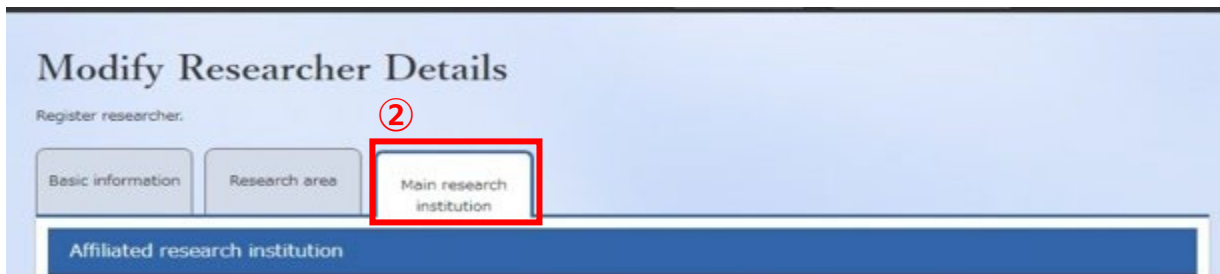 Modify Researcher Details
Register researcher.
②
Basic information
Research area
Main research
institution
Affiliated research institution